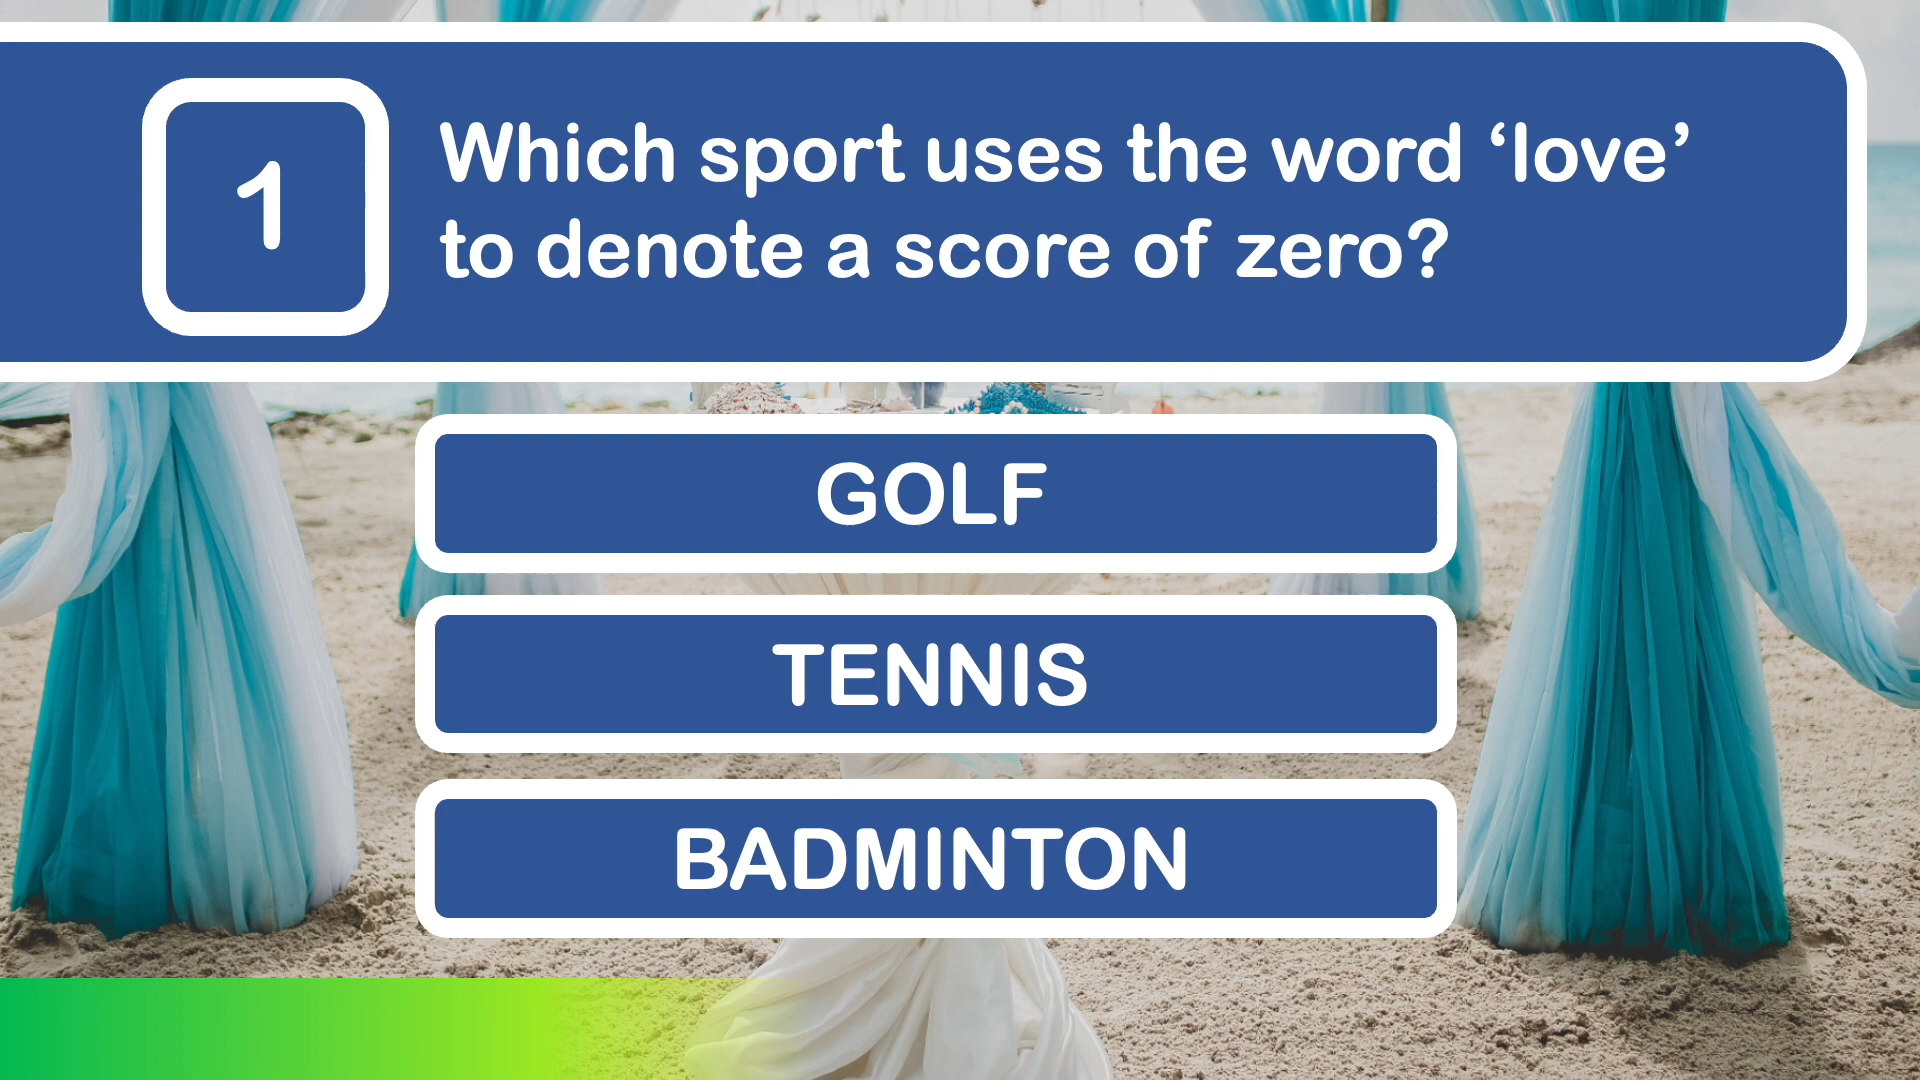 1
Which sport uses the word ‘love’
to denote a score of zero?
GOLF
TENNIS
BADMINTON